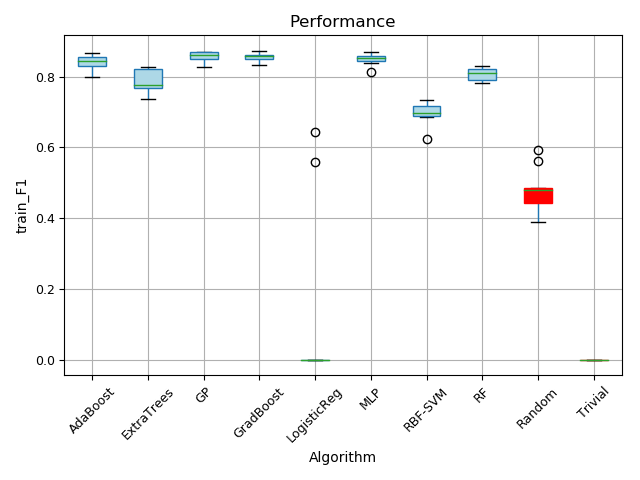 Performance
train_F1
0.8
0.6
0.4
0.2
0.0
AdaBoost
ExtraTrees
GP
GradBoost
LogisticReg
MLP
RBF-SVM
RF
Random
Trivial
Algorithm